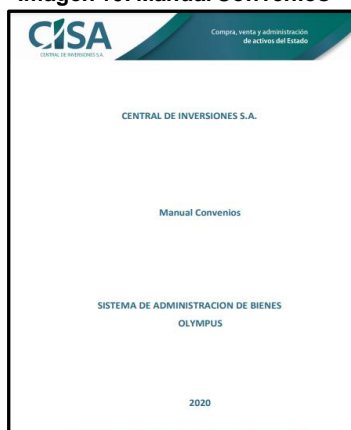 Imagen 10. Manual Convenios
CISA
CENTRAL DE INVERSIONES S.A.
Compra, venta y administración
de activos del Estado
CENTRAL DE INVERSIONES S.A.
Manual Convenios
SISTEMA DE ADMINISTRACION DE BIENES
OLYMPUS
2020